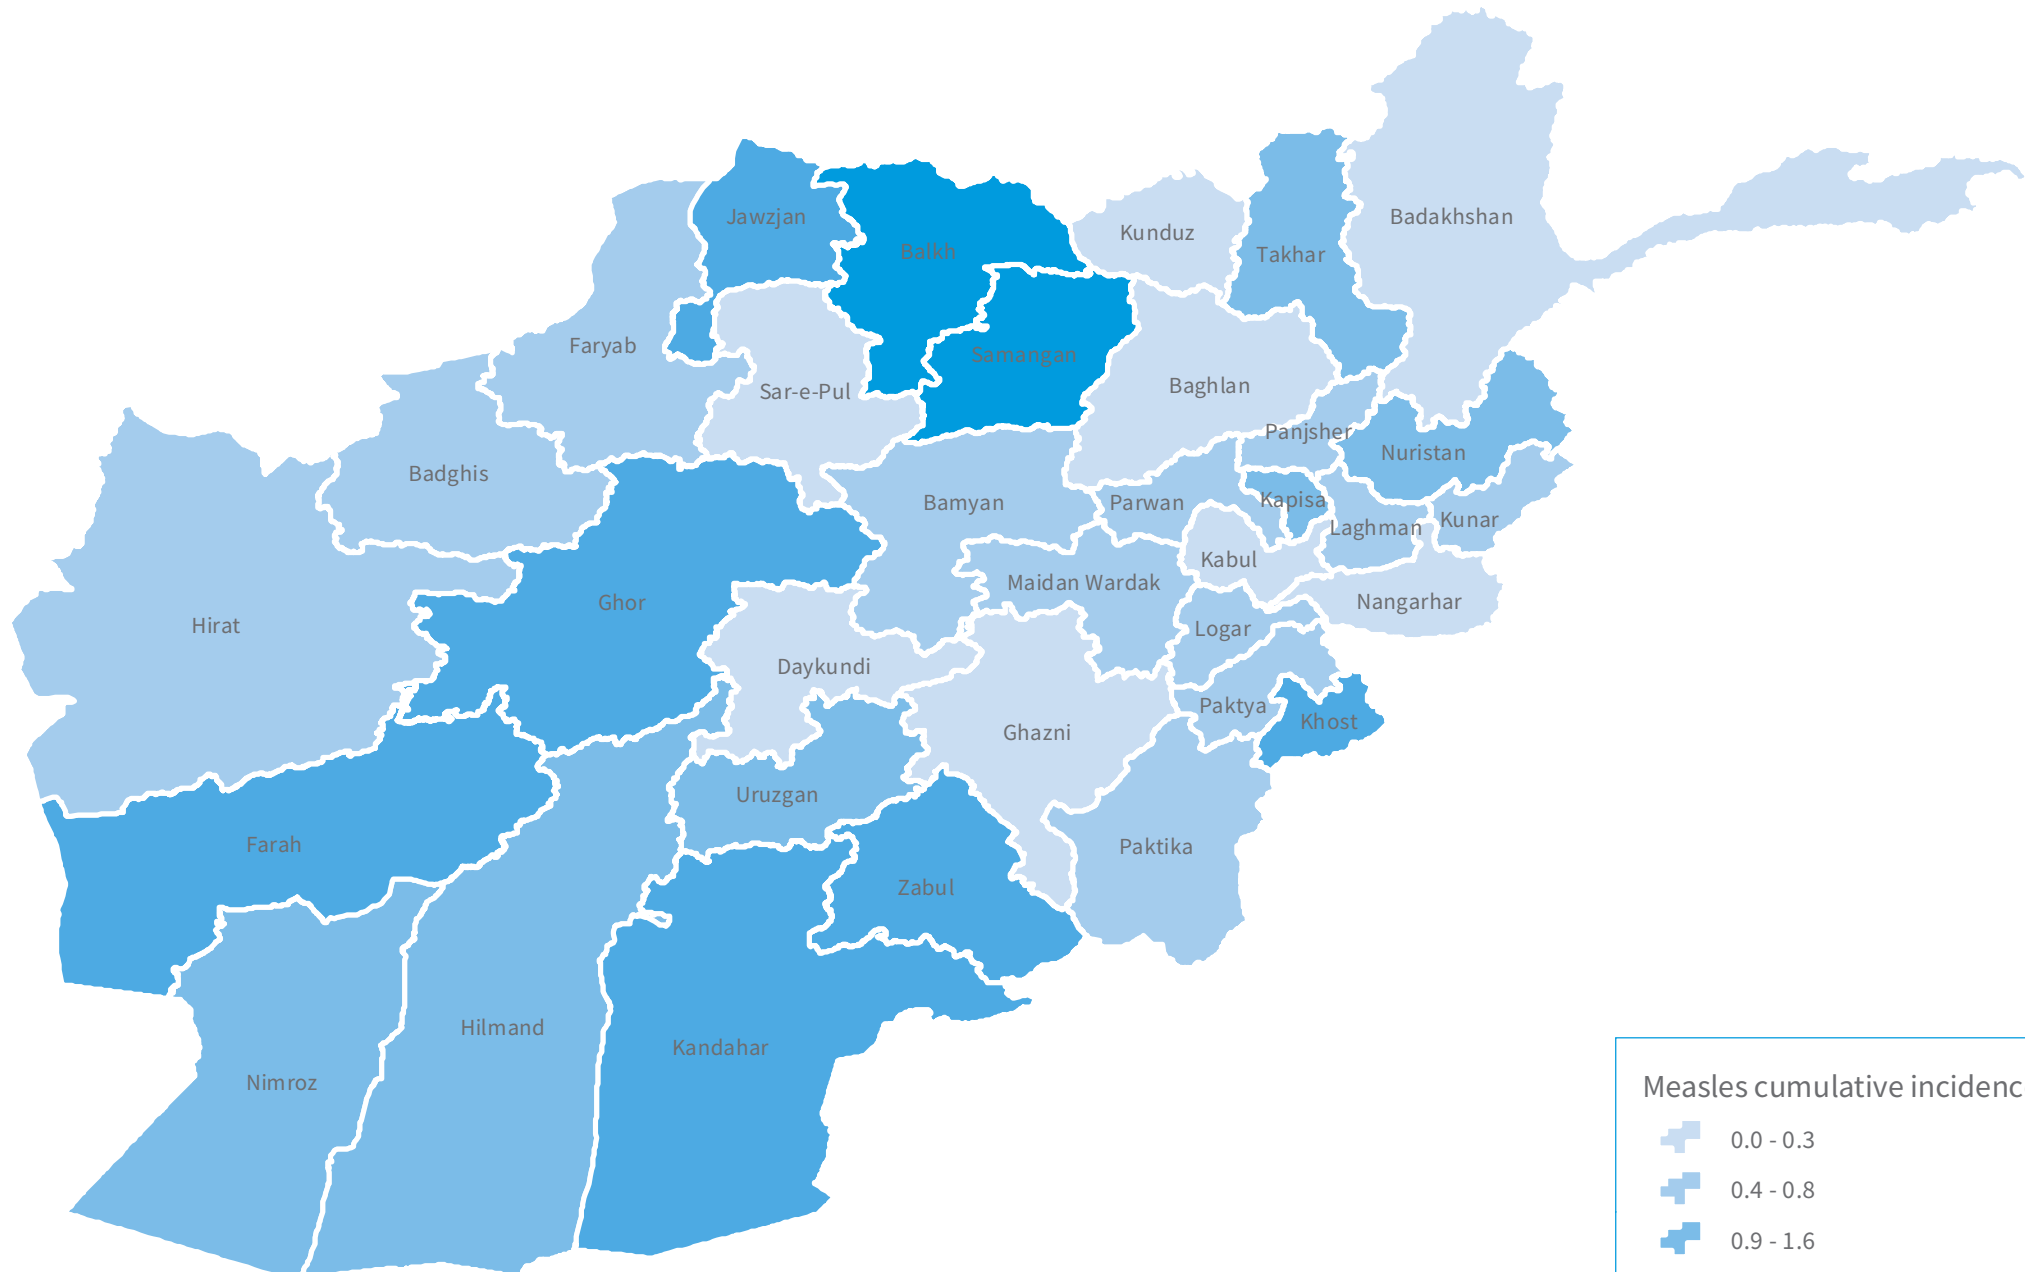 Jawzjan
Badakhshan
Kunduz
Balkh
Takhar
Faryab
Samangan
Baghlan
Sar-e-Pul
Panjsher
Nuristan
Badghis
Kapisa
Bamyan
Parwan
Kunar
Laghman
Kabul
Maidan Wardak
Nangarhar
Ghor
Hirat
Logar
Daykundi
Paktya
Khost
Ghazni
Uruzgan
Farah
Paktika
Zabul
Hilmand
Kandahar
Nimroz
Measles cumulative incidenc
0.0 - 0.3
0.4 - 0.8
0.9 - 1.6